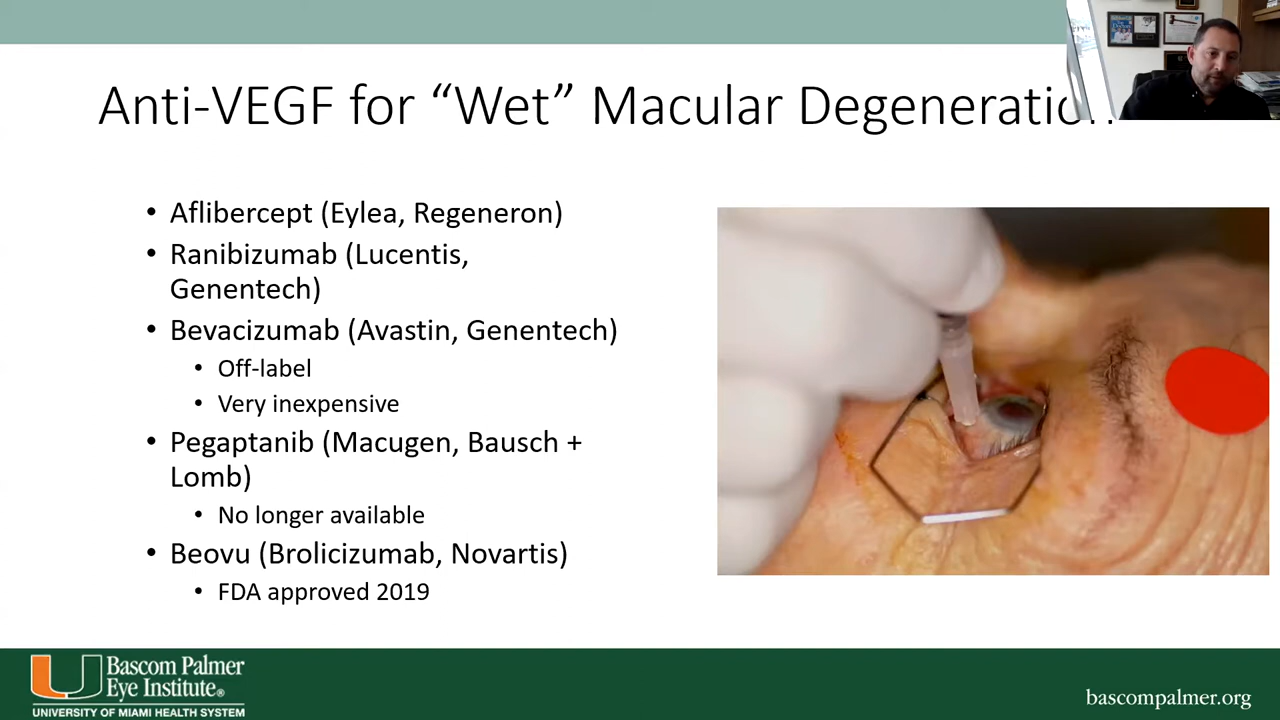 Anti-VEGF for “Wet” Macular Degeneration
• Aflibercept (Eylea, Regeneron)
• Ranibizumab (Lucentis,
Genentech)
• Bevacizumab (Avastin, Genentech)
• Off-label
• Very inexpensive
• Pegaptanib (Macugen, Bausch +
Lomb)
• No longer available
• Beovu (Brolicizumab, Novartis)
• FDA approved 2019
Bascom Palmer
Eye Institute®
UNIVERSITY OF MIAMI HEALTH SYSTEM
bascompalmer.org